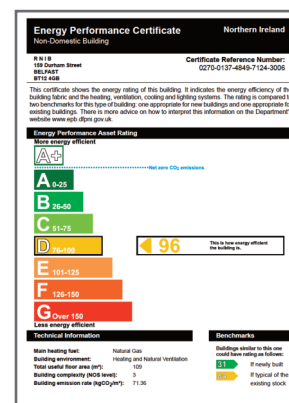 Energy Performance Certificate
Northern Ireland
Non-Domestic Building
R N I B
159 Durham Street
BELFAST
BT12 4GB
Certificate Reference Number:
0270-0137-4849-7124-3006
This certificate shows the energy rating of this building. It indicates the energy efficiency of the
building fabric and the heating, ventilation, cooling and lighting systems. The rating is compared
two benchmarks for this type of building: one appropriate for new buildings and one appropriate fo
existing buildings. There is more advice on how to interpret this information on the Department'
website www.epb.dfpni.gov.uk.
Energy Performance Asset Rating
More energy efficient
A+
Net zero CO₂ emissions
A 0-25
B 26-50
C 51-75
D 76-100
96
This is how energy efficient
the building is.
E 101-125
F 126-150
G Over 150
Less energy efficient
Technical Information
Main heating fuel: Natural Gas
Building environment: Heating and Natural Ventilation
Total useful floor area (m²): 109
Building complexity (NOS level): 3
Building emission rate (kgCO₂/m²): 71.36
Benchmarks
Buildings similar to this one
could have rating as follows:
31 If newly built
If typical of the
existing stock